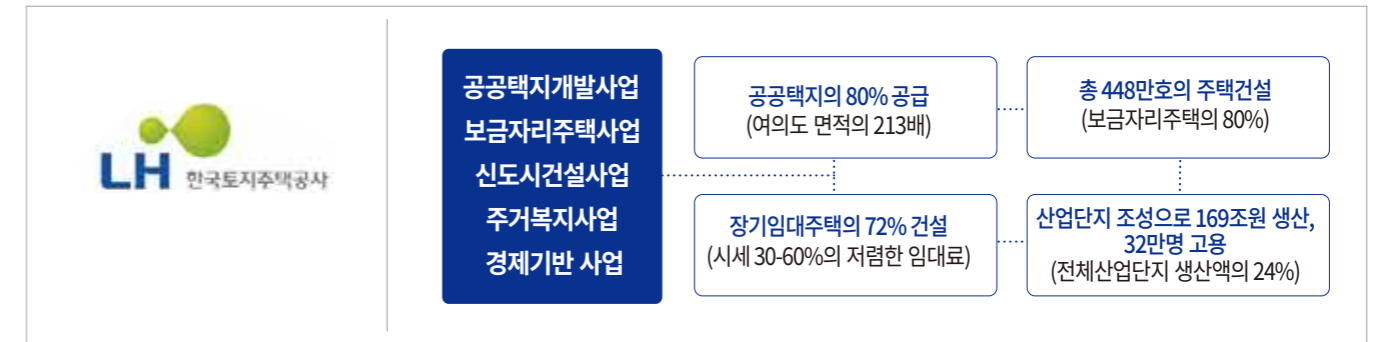 LH 한국토지주택공사
공공택지개발사업
보금자리주택사업
신도시건설사업
주거복지사업
경제기반 사업
공공택지의 80% 공급
(여의도 면적의 213배)
총 448만호의 주택건설
(보금자리주택의 80%)
장기임대주택의 72% 건설
(시세 30-60%의 저렴한 임대료)
산업단지 조성으로 169조원 생산,
32만명 고용
(전체산업단지 생산액의 24%)